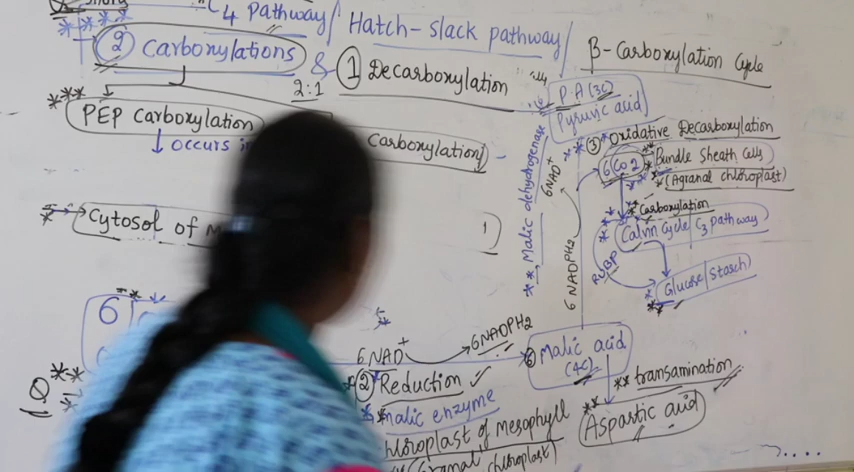 C4 Pathway/ Hatch-slack pathway/
β-Carboxylation Cycle
2 Carboxylations & 1 Decarboxylation
2:1
PEP Carboxylation
Carboxylation
occurs in
Cytosol of
P.A (3C)
Pyruvic acid
3 Oxidative Decarboxylation
6CO2 Bundle Sheath Cells
(Agranal chloroplast)
Carboxylation
Calvin Cycle/C3 Pathway
RUBP
Glucose/Starch
Malic dehydrogenase
6NAD+
6 NADPH2
6
6 NAD+
6NADPH2
2 Reduction
malic enzyme
chloroplast of mesophyll
(Granal chloroplast)
6 Malic acid
(4C)
transamination
Aspartic acid
Q